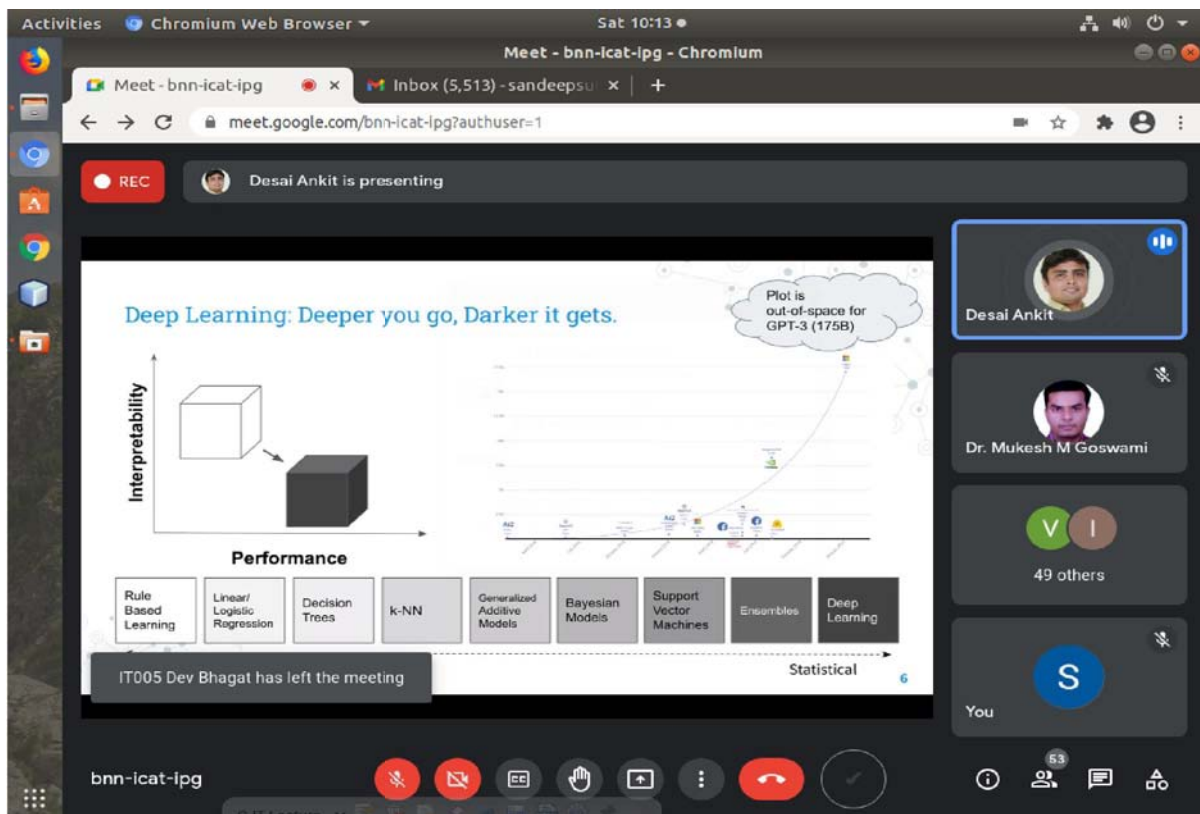 Activities Chromium Web Browser Sat 10:13
Meet - bnn-icat-ipg - Chromium
Meet - bnn-icat-ipg Inbox (5,513) - sandeepsu
meet.google.com/bnn-icat-ipg?authuser=1
REC Desai Ankit is presenting
Deep Learning: Deeper you go, Darker it gets.
Plot is
out-of-space for
GPT-3 (175B)
Interpretability
Performance
Rule
Based
Learning
Linear/
Logistic
Regression
Decision
Trees
k-NN
Generalized
Additive
Models
Bayesian
Models
Support
Vector
Machines
Ensembles
Deep
Learning
Statistical
6
IT005 Dev Bhagat has left the meeting
Desai Ankit
Dr. Mukesh M Goswami
V I
49 others
S
You
bnn-icat-ipg
CC
53